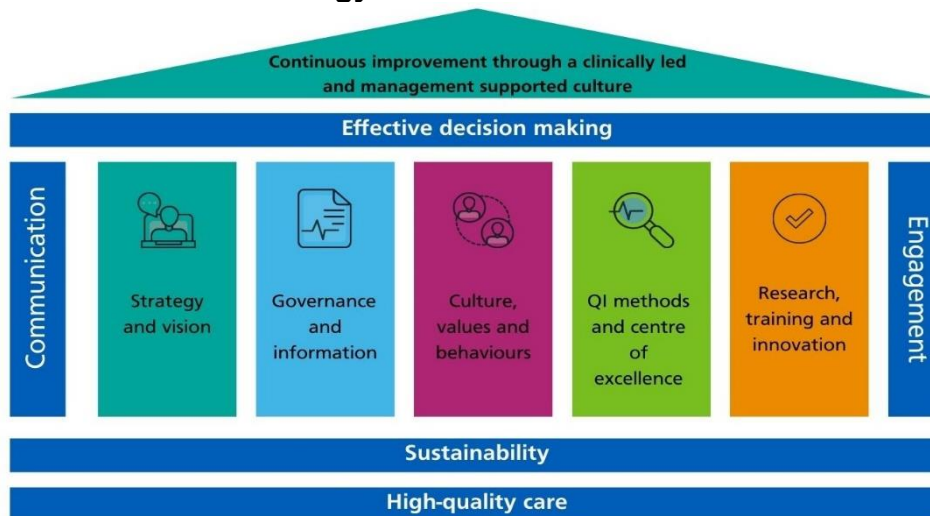 Continuous improvement through a clinically led
and management supported culture
Effective decision making
Communication
Strategy
and vision
Governance
and
information
Culture,
values and
behaviours
QI methods
and centre
of
excellence
Research,
training and
innovation
Engagement
Sustainability
High-quality care